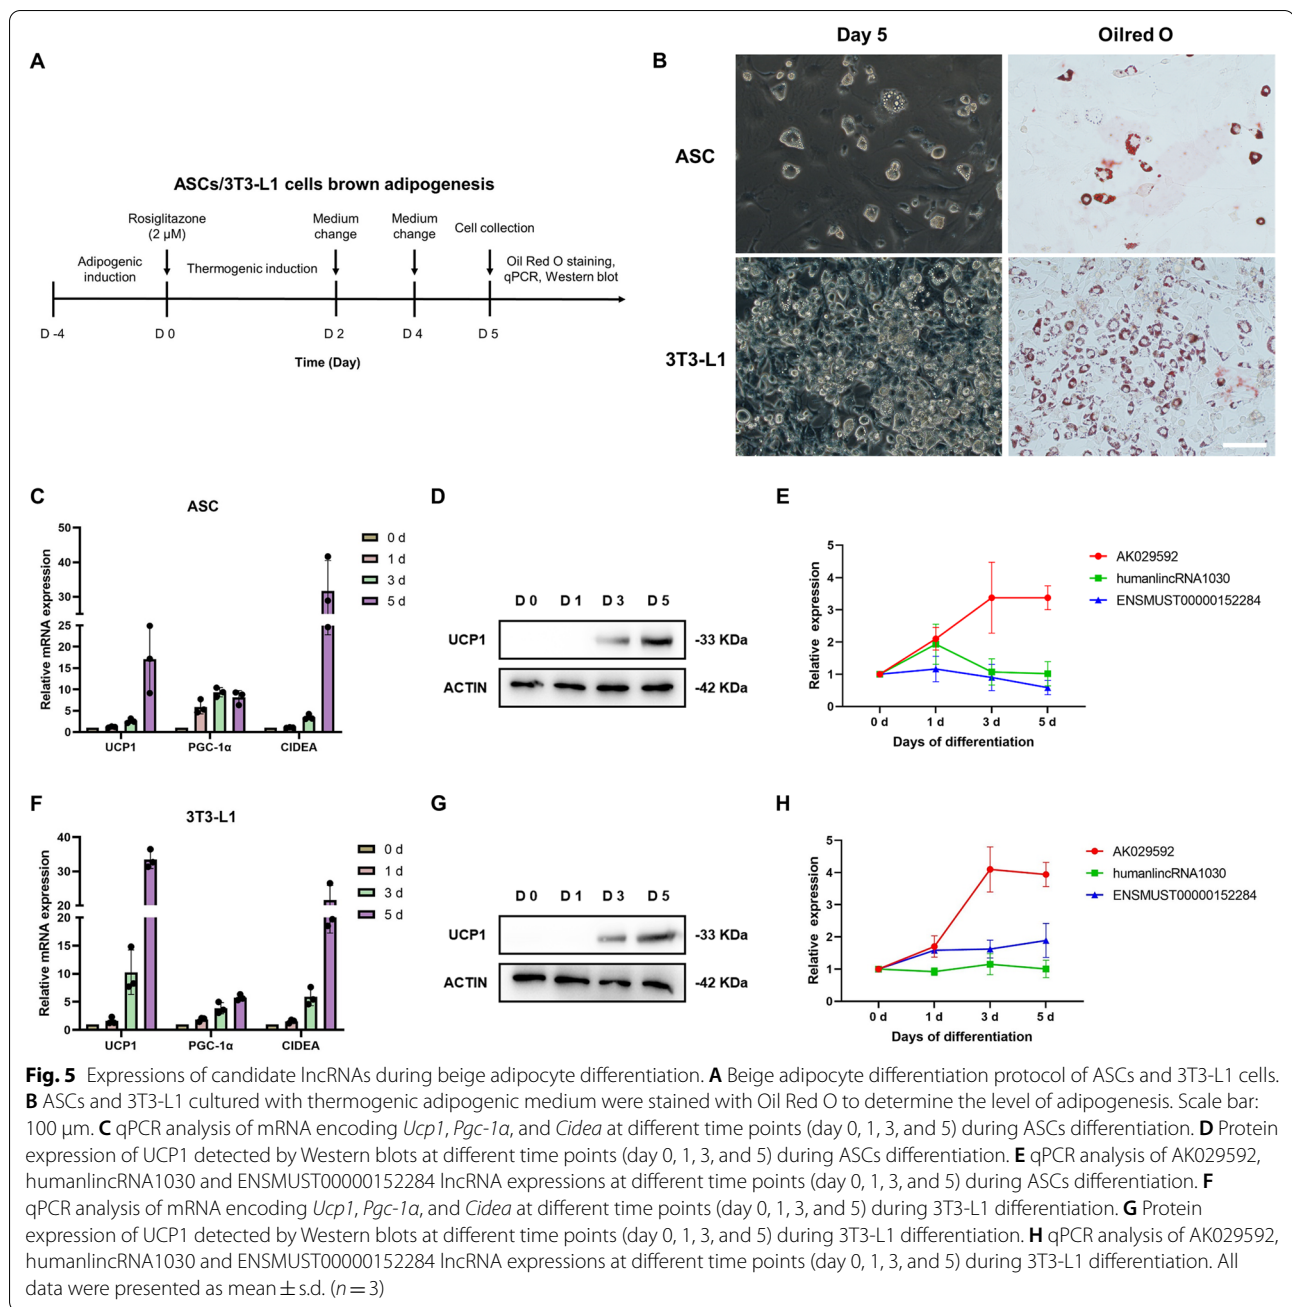 A
ASCs/3T3-L1 cells brown adipogenesis
Rosiglitazone
(2 μM)
Medium
change
Medium
change
Cell collection
Adipogenic
induction
Thermogenic induction
Oil Red O staining,
qPCR, Western blot
D -4
D 0
D 2
D 4
D 5
Time (Day)
B
Day 5
Oilred O
ASC
3T3-L1
C
ASC
Relative mRNA expression
50
40
30
25
20
15
10
5
0
UCP1
PGC-1α
CIDEA
0 d
1 d
3 d
5 d
D
D 0
D 1
D 3
D 5
UCP1
-33 KDa
ACTIN
-42 KDa
E
Relative expression
5
4
3
2
1
0
0 d
1 d
3 d
5 d
Days of differentiation
AK029592
humanlincRNA1030
ENSMUST00000152284
F
3T3-L1
Relative mRNA expression
40
30
20
20
15
10
5
0
UCP1
PGC-1α
CIDEA
0 d
1 d
3 d
5 d
G
D 0
D 1
D 3
D 5
UCP1
-33 KDa
ACTIN
-42 KDa
H
Relative expression
5
4
3
2
1
0
0 d
1 d
3 d
5 d
Days of differentiation
AK029592
humanlincRNA1030
ENSMUST00000152284
Fig. 5 Expressions of candidate lncRNAs during beige adipocyte differentiation. A Beige adipocyte differentiation protocol of ASCs and 3T3-L1 cells.
B ASCs and 3T3-L1 cultured with thermogenic adipogenic medium were stained with Oil Red O to determine the level of adipogenesis. Scale bar:
100 μm. C qPCR analysis of mRNA encoding Ucp1, Pgc-1α, and Cidea at different time points (day 0, 1, 3, and 5) during ASCs differentiation. D Protein
expression of UCP1 detected by Western blots at different time points (day 0, 1, 3, and 5) during ASCs differentiation. E qPCR analysis of AK029592,
humanlincRNA1030 and ENSMUST00000152284 lncRNA expressions at different time points (day 0, 1, 3, and 5) during ASCs differentiation. F
qPCR analysis of mRNA encoding Ucp1, Pgc-1α, and Cidea at different time points (day 0, 1, 3, and 5) during 3T3-L1 differentiation. G Protein
expression of UCP1 detected by Western blots at different time points (day 0, 1, 3, and 5) during 3T3-L1 differentiation. H qPCR analysis of AK029592,
humanlincRNA1030 and ENSMUST00000152284 lncRNA expressions at different time points (day 0, 1, 3, and 5) during 3T3-L1 differentiation. All
data were presented as mean ± s.d. (n = 3)